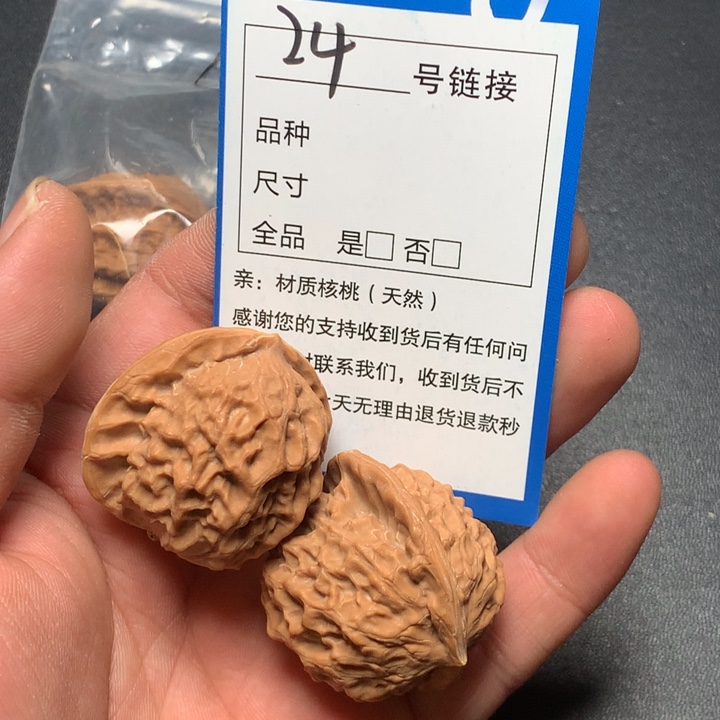 24 号链接
品种
尺寸
全品 是□ 否□
亲：材质核桃（天然）
感谢您的支持收到货后有任何问
联系我们，收到货后不
天无理由退货退款秒